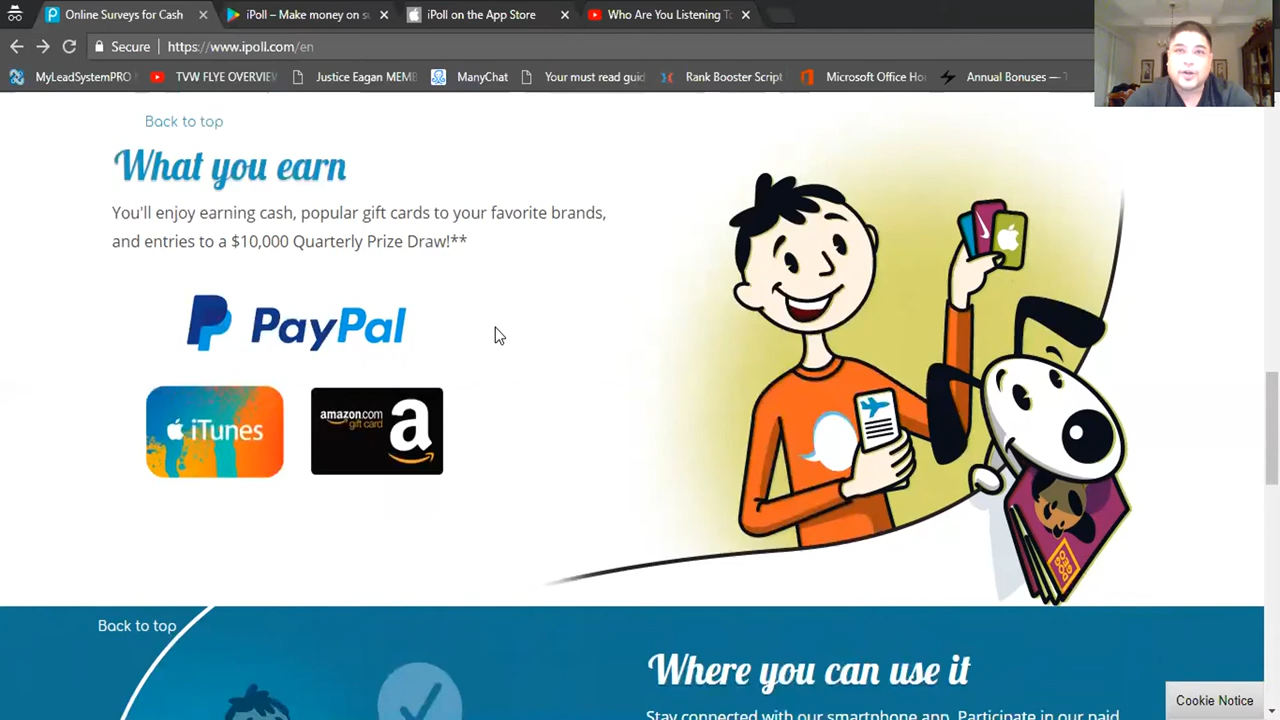 Online Surveys for Cash
iPoll – Make money on su
iPoll on the App Store
Who Are You Listening To
Secure
https://www.ipoll.com/en
MyLeadSystemPRO
TVW FLYE OVERVIEW
Justice Eagan MEMB
ManyChat
Your must read guid
Rank Booster Script
Microsoft Office Ho
Annual Bonuses —
Back to top
What you earn
You'll enjoy earning cash, popular gift cards to your favorite brands,
and entries to a $10,000 Quarterly Prize Draw!**
PayPal
iTunes
amazon.com
gift card
a
Back to top
Where you can use it
Stay connected with our smartphone app. Participate in our paid
Cookie Notice